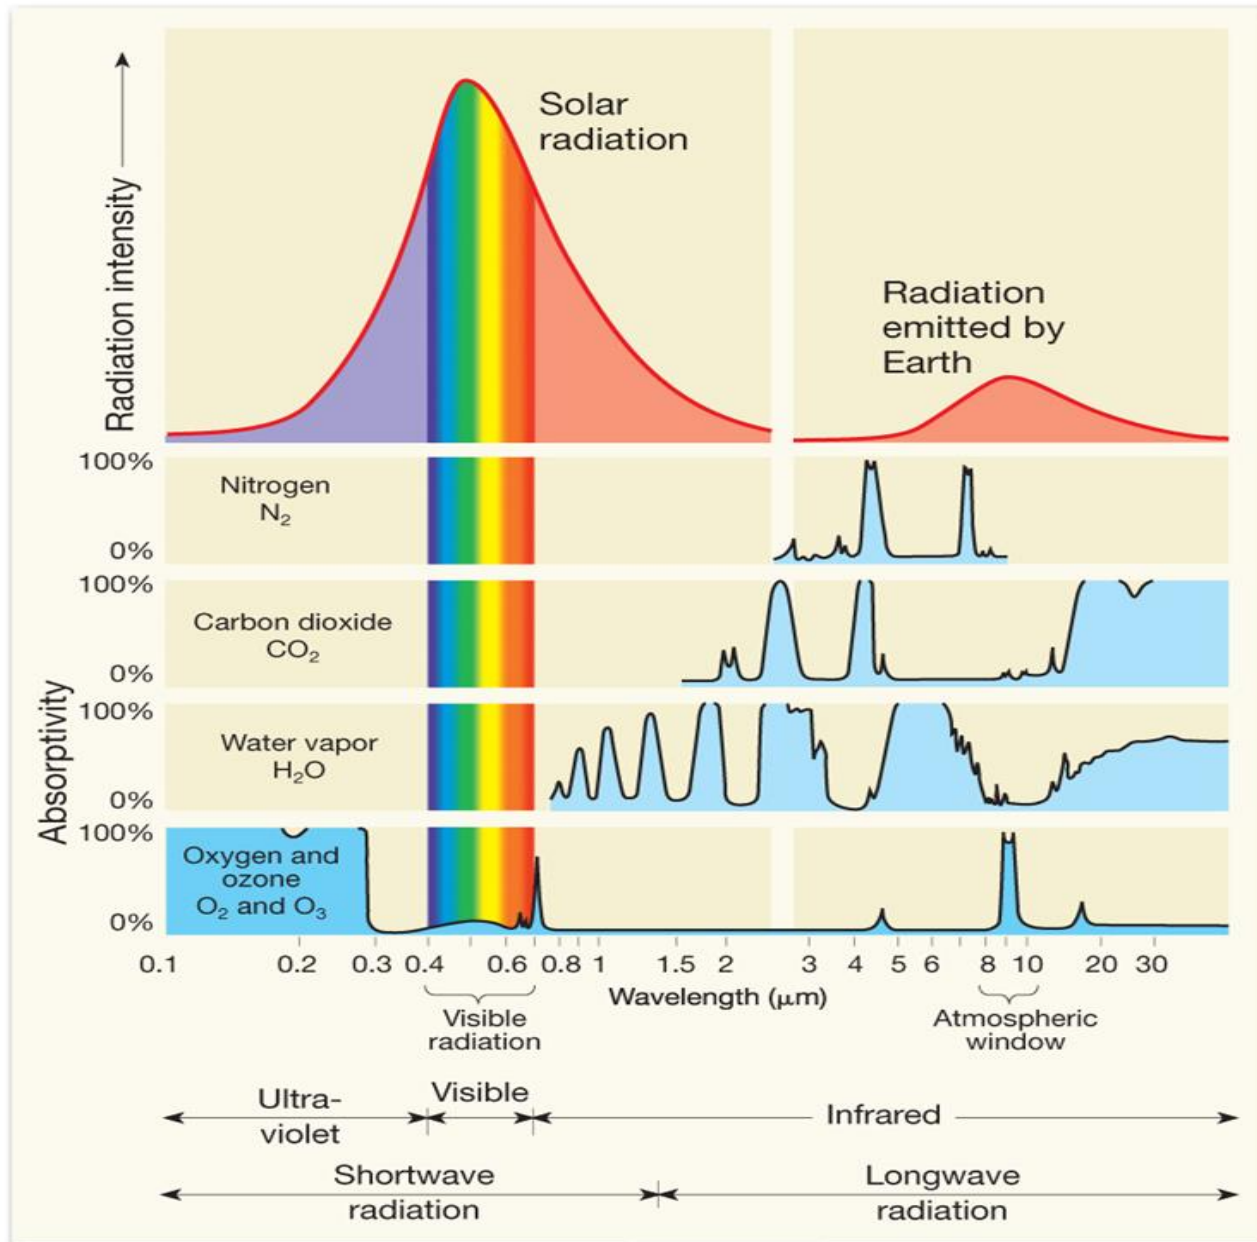 Radiation intensity
Solar
radiation
Radiation
emitted by
Earth
Absorptivity
100%
Nitrogen
N₂
0%
100%
Carbon dioxide
CO₂
0%
100%
Water vapor
H₂O
0%
100%
Oxygen and
ozone
O₂ and O₃
0%
0.1 0.2 0.3 0.4 0.6 0.8 1 1.5 2 3 4 5 6 8 10 20 30
Wavelength (μm)
Visible
radiation
Atmospheric
window
Ultra-
violet
Visible
Infrared
Shortwave
radiation
Longwave
radiation